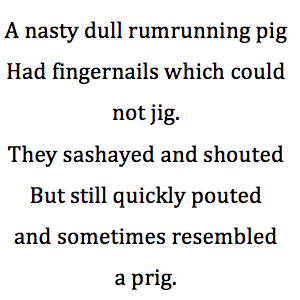 A nasty dull rumrunning pig
Had fingernails which could
not jig.
They sashayed and shouted
But still quickly pouted
and sometimes resembled
a prig.